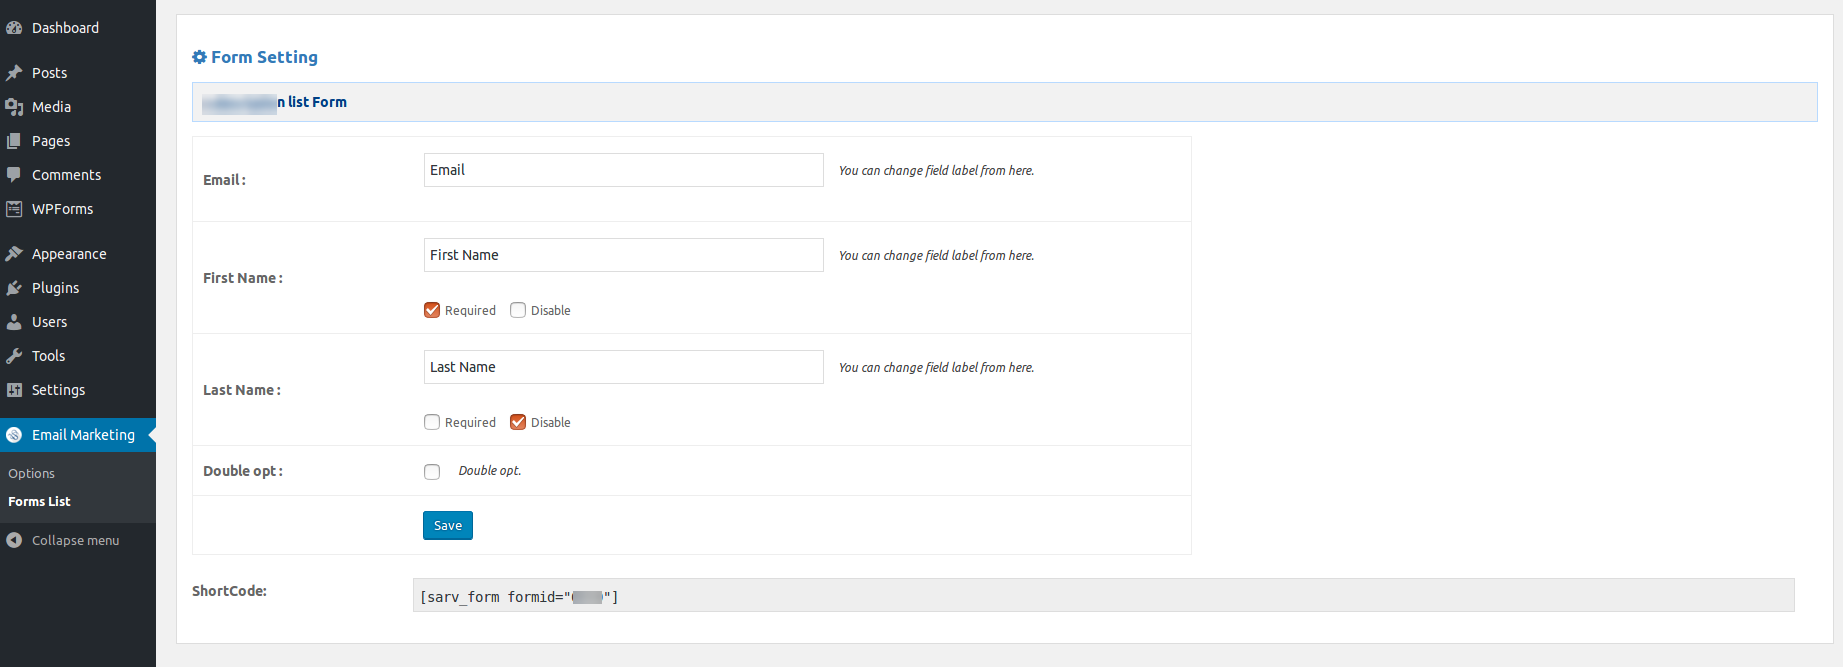 Dashboard
Posts
Media
Pages
Comments
WPForms
Appearance
Plugins
Users
Tools
Settings
Email Marketing
Options
Forms List
Collapse menu
Form Setting
list Form
Email :
Email
You can change field label from here.
First Name :
First Name
You can change field label from here.
Required Disable
Last Name :
Last Name
You can change field label from here.
Required Disable
Double opt :
Double opt.
Save
ShortCode:
[sarv_form formid=" "]